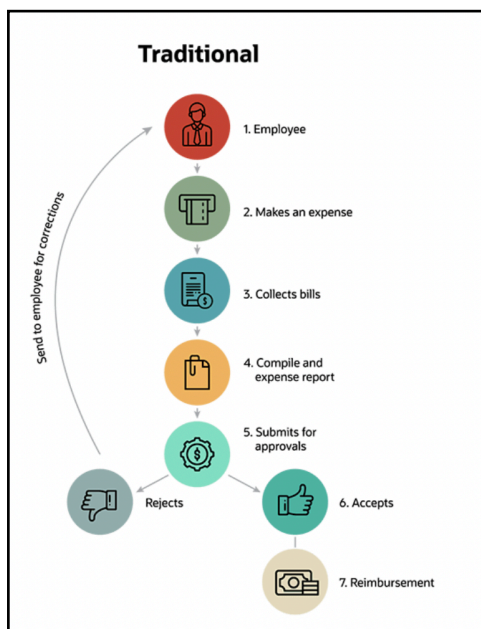 Traditional
1. Employee
2. Makes an expense
3. Collects bills
4. Compile and
expense report
5. Submits for
approvals
Rejects
6. Accepts
7. Reimbursement
Send to employee for corrections